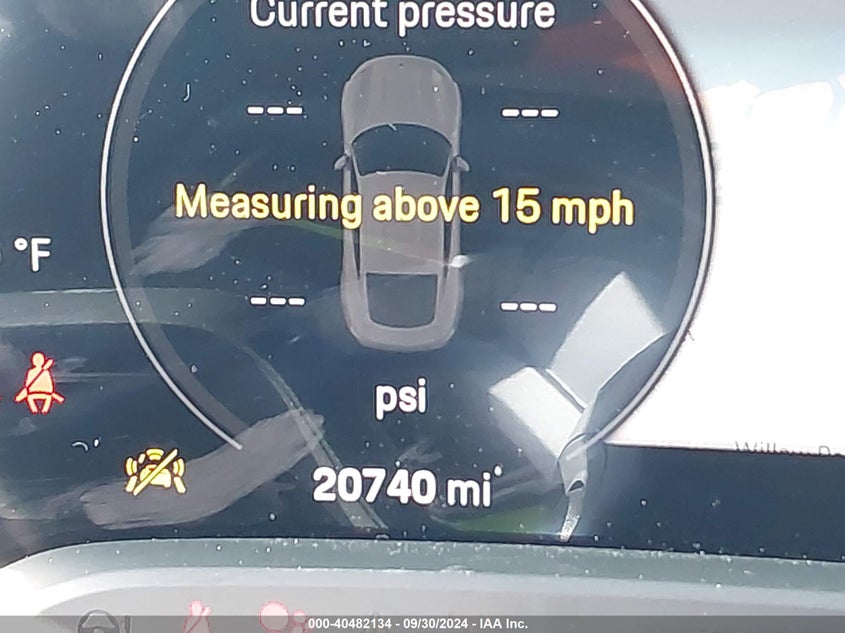 Current pressure
--- ---
Measuring above 15 mph
°F
--- ---
psi
20740 mi
000-40482134 - 09/30/2024 - IAA Inc.